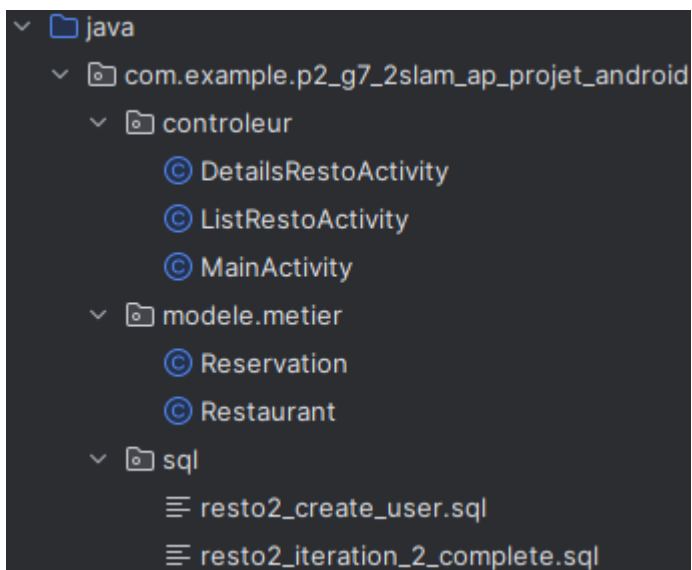 java
com.example.p2_g7_2slam_ap_projet_android
controleur
C DetailsRestoActivity
C ListRestoActivity
C MainActivity
modele.metier
C Reservation
C Restaurant
sql
resto2_create_user.sql
resto2_iteration_2_complete.sql